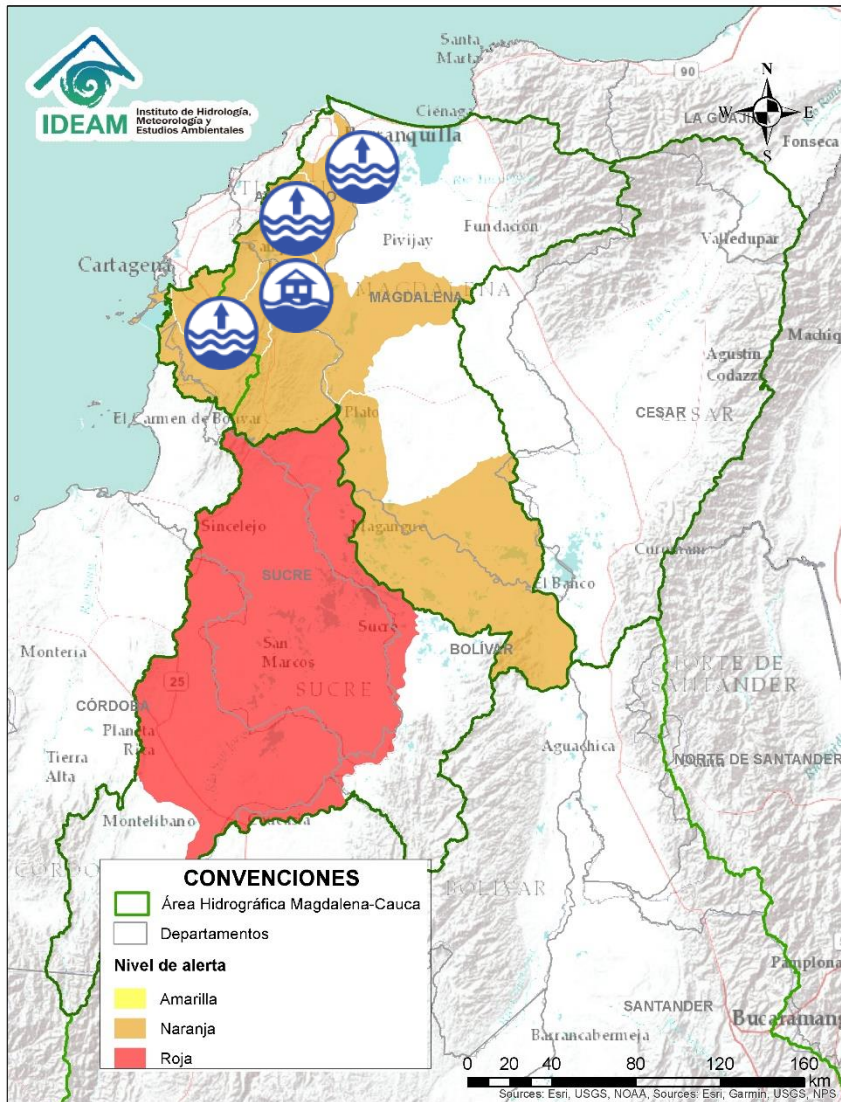 IDEAM
Instituto de Hidrología,
Meteorología y
Estudios Ambientales
Santa
Marta
Ciénaga
90
N
W
E
S
LA GUAJI
Fonseca
Pivijay
Fundación
Valledupar
Cartagena
MAGDALENA
Agustín
Codazzi
CESAR
CESAR
El Carmen de Bolívar
Plato
Sincelejo
Magangue
SUCRE
El Banco
Sucre
San
Marcos
BOLÍVAR
SUCRE
Montería
25
CÓRDOBA
Planeta
Rica
Tierra
Alta
NORTE DE
SANTANDER
NORTE DE SANTANDER
Aguachica
Montelíbano
BOLÍVAR
CONVENCIONES
Área Hidrográfica Magdalena-Cauca
Departamentos
Nivel de alerta
Amarilla
Naranja
Roja
Pamplona
SANTANDER
Bucaramang
Barrancabermeja
0 20 40 80 120 160
km
Sources: Esri, USGS, NOAA, Sources: Esri, Garmin, USGS, NPS